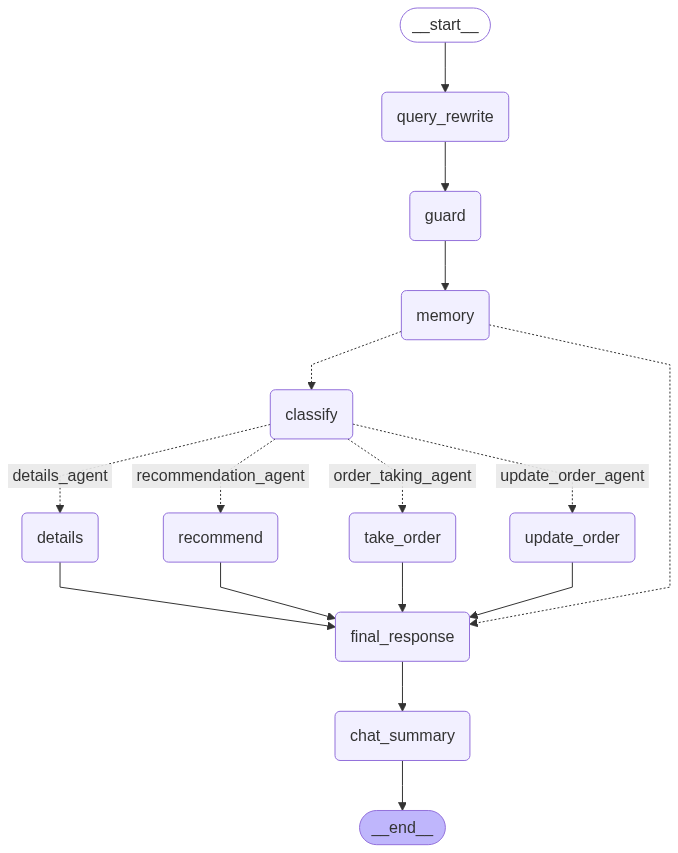 __start__
query_rewrite
guard
memory
classify
details_agent
recommendation_agent
order_taking_agent
update_order_agent
details
recommend
take_order
update_order
final_response
chat_summary
__end__